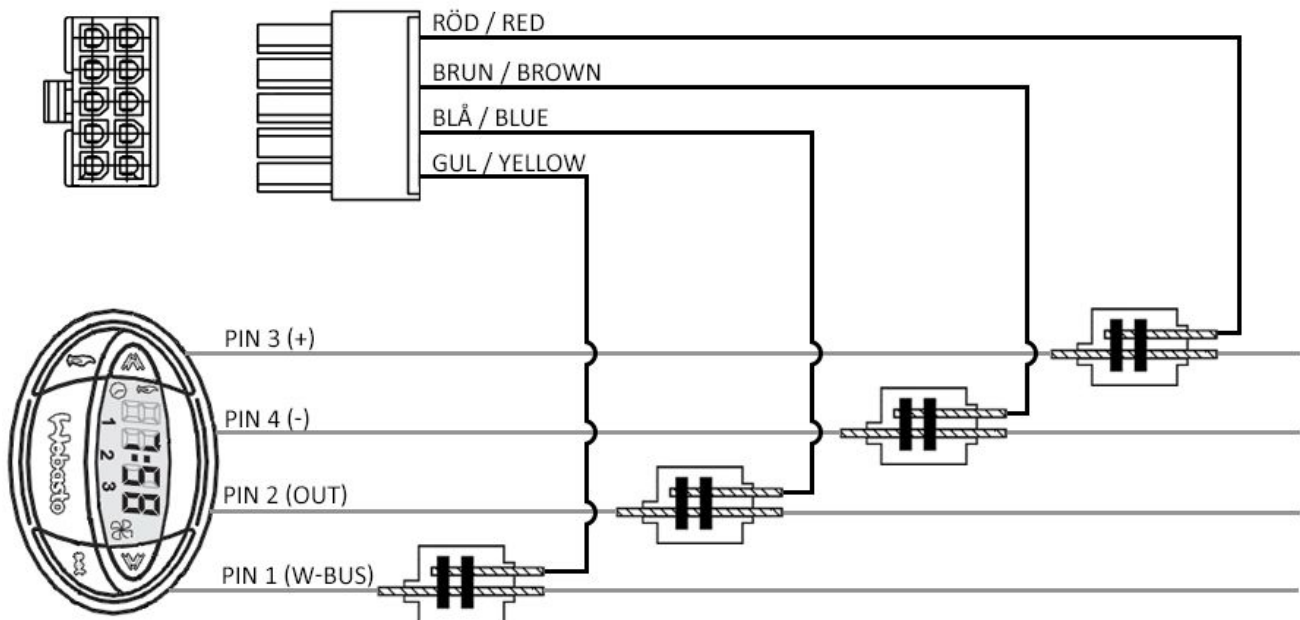 RÖD / RED
BRUN / BROWN
BLÅ / BLUE
GUL / YELLOW
PIN 3 (+)
PIN 4 (-)
PIN 2 (OUT)
PIN 1 (W-BUS)
Webasto
1
2
3
set